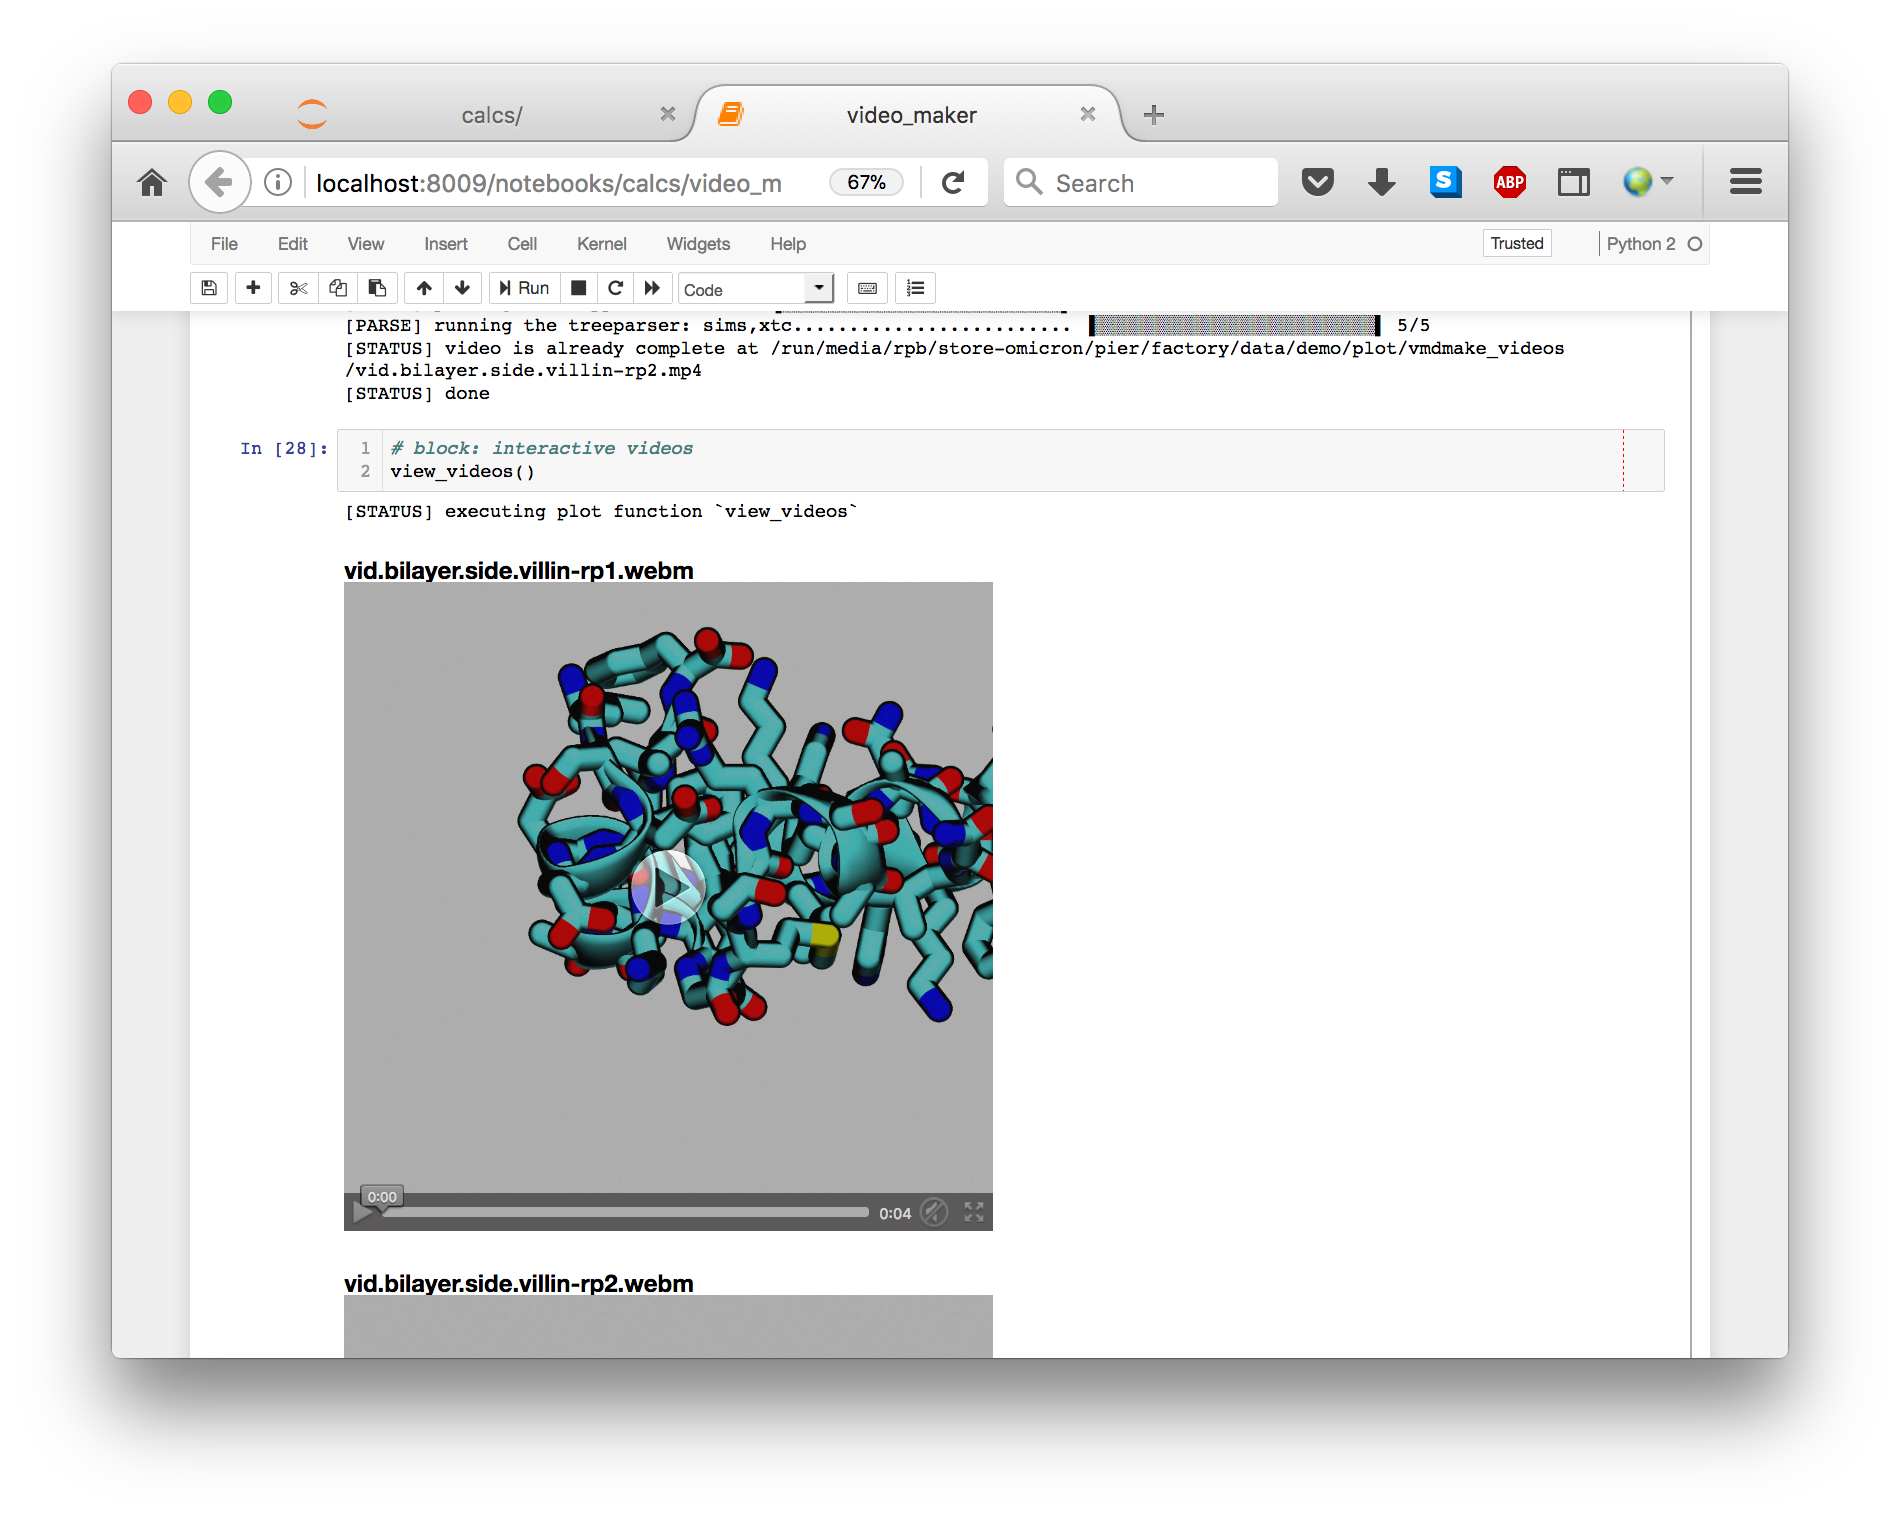 calcs/
video_maker
localhost:8009/notebooks/calcs/video_m
67%
Search
S
ABP
File Edit View Insert Cell Kernel Widgets Help
Trusted
Python 2
Run
Code
[PARSE] running the treeparser: sims,xtc......................... 5/5
[STATUS] video is already complete at /run/media/rpb/store-omicron/pier/factory/data/demo/plot/vmdmake_videos
/vid.bilayer.side.villin-rp2.mp4
[STATUS] done
In [28]:
1 # block: interactive videos
2 view_videos()
[STATUS] executing plot function `view_videos`
vid.bilayer.side.villin-rp1.webm
0:00
0:04
vid.bilayer.side.villin-rp2.webm